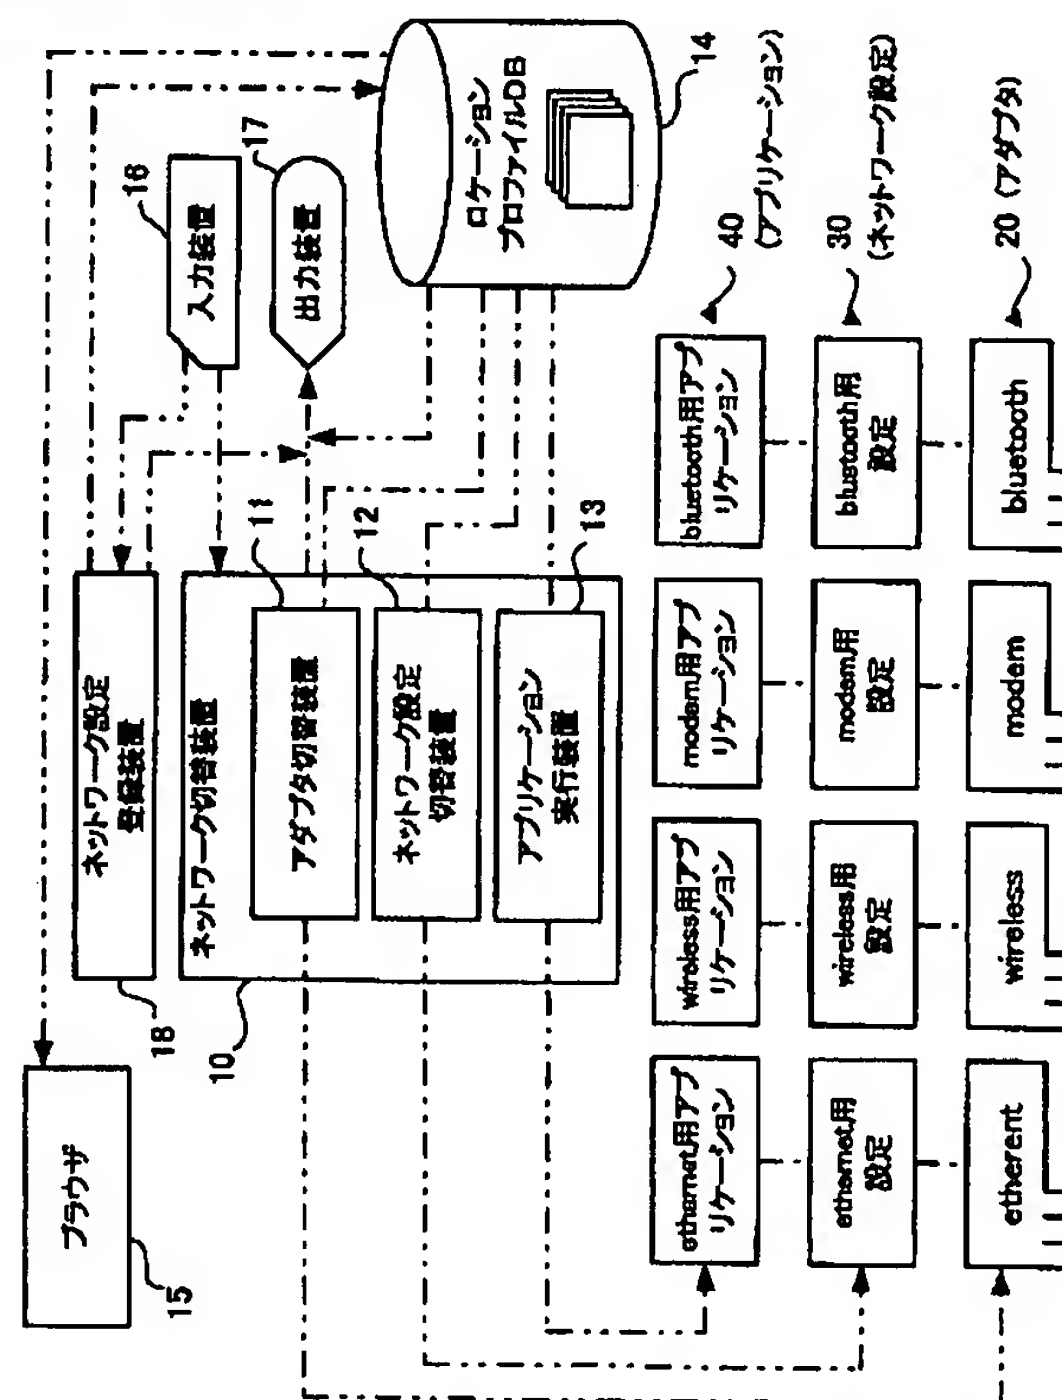 ブラウザ
15
ネットワーク設定
登録装置
18
ネットワーク切替装置
10
アダプタ切替装置
11
ネットワーク設定
切替装置
12
アプリケーション
実行装置
13
入力装置
16
出力装置
17
ロケーション
プロファイルDB
14
ethernet用アプ
リケーション
wireless用アプ
リケーション
modem用アプ
リケーション
bluetooth用アプ
リケーション
40
(アプリケーション)
ethernet用
設定
wireless用
設定
modem用
設定
bluetooth用
設定
30
(ネットワーク設定)
etherent
wireless
modem
bluetooth
20 (アダプタ)